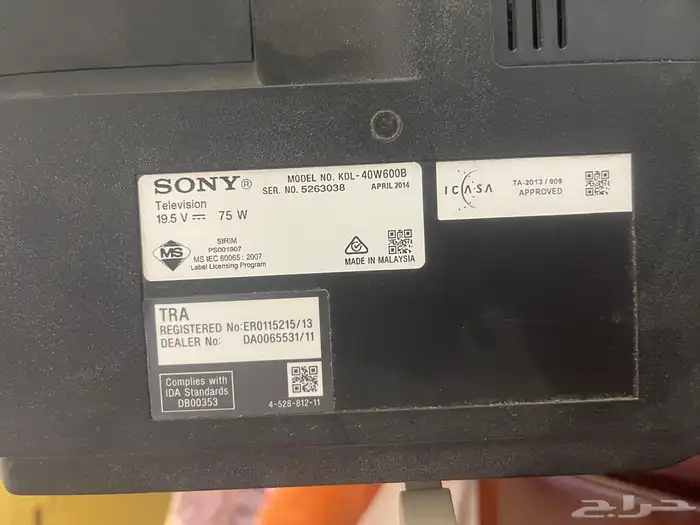 SONY®
Television
19.5 V ⎓ 75 W
MODEL NO. KDL-40W600B
SER. NO. 5263038 APRIL 2014
MS
SIRIM
PS001907
MS IEC 60065 : 2007
Label Licensing Program
MADE IN MALAYSIA
ICASA
TA-2013 / 909
APPROVED
TRA
REGISTERED No:ER0115215/13
DEALER No: DA0065531/11
Complies with
IDA Standards
DB00353
4-528-812-11
حراج